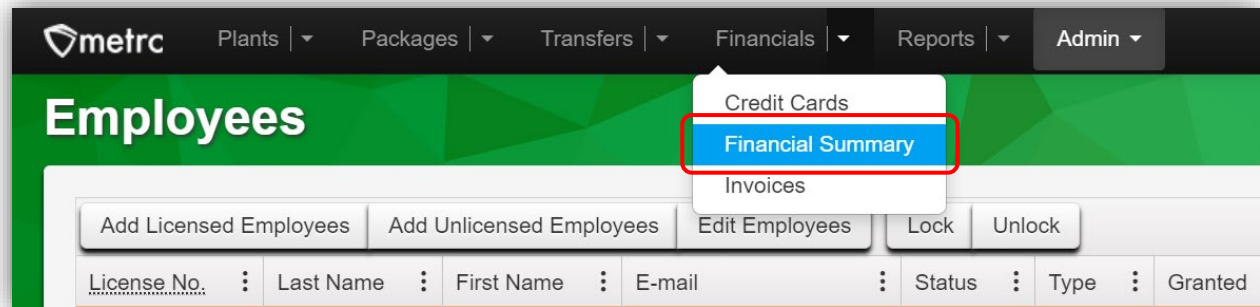 metrc Plants Packages Transfers Financials Reports Admin
Employees
Credit Cards
Financial Summary
Invoices
Add Licensed Employees Add Unlicensed Employees Edit Employees Lock Unlock
License No. Last Name First Name E-mail Status Type Granted